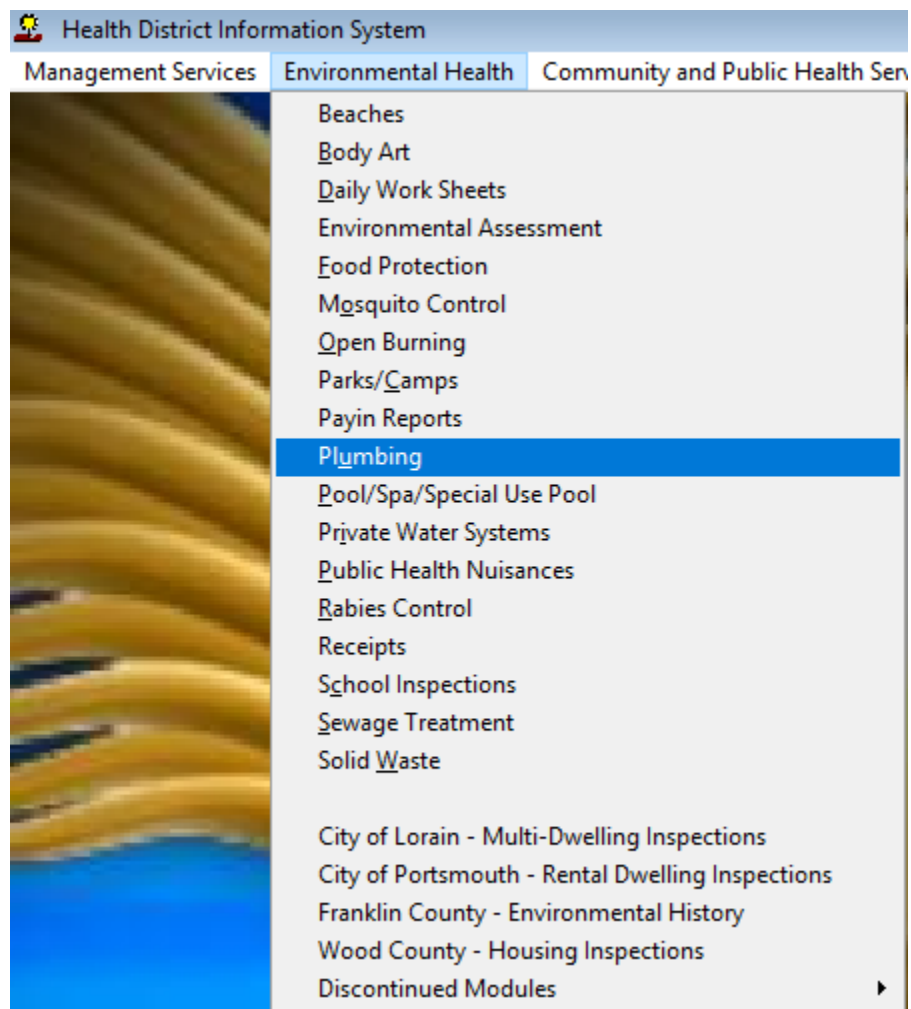 Health District Information System
Management Services Environmental Health Community and Public Health
Beaches
Body Art
Daily Work Sheets
Environmental Assessment
Food Protection
Mosquito Control
Open Burning
Parks/Camps
Payin Reports
Plumbing
Pool/Spa/Special Use Pool
Private Water Systems
Public Health Nuisances
Rabies Control
Receipts
School Inspections
Sewage Treatment
Solid Waste
City of Lorain - Multi-Dwelling Inspections
City of Portsmouth - Rental Dwelling Inspections
Franklin County - Environmental History
Wood County - Housing Inspections
Discontinued Modules